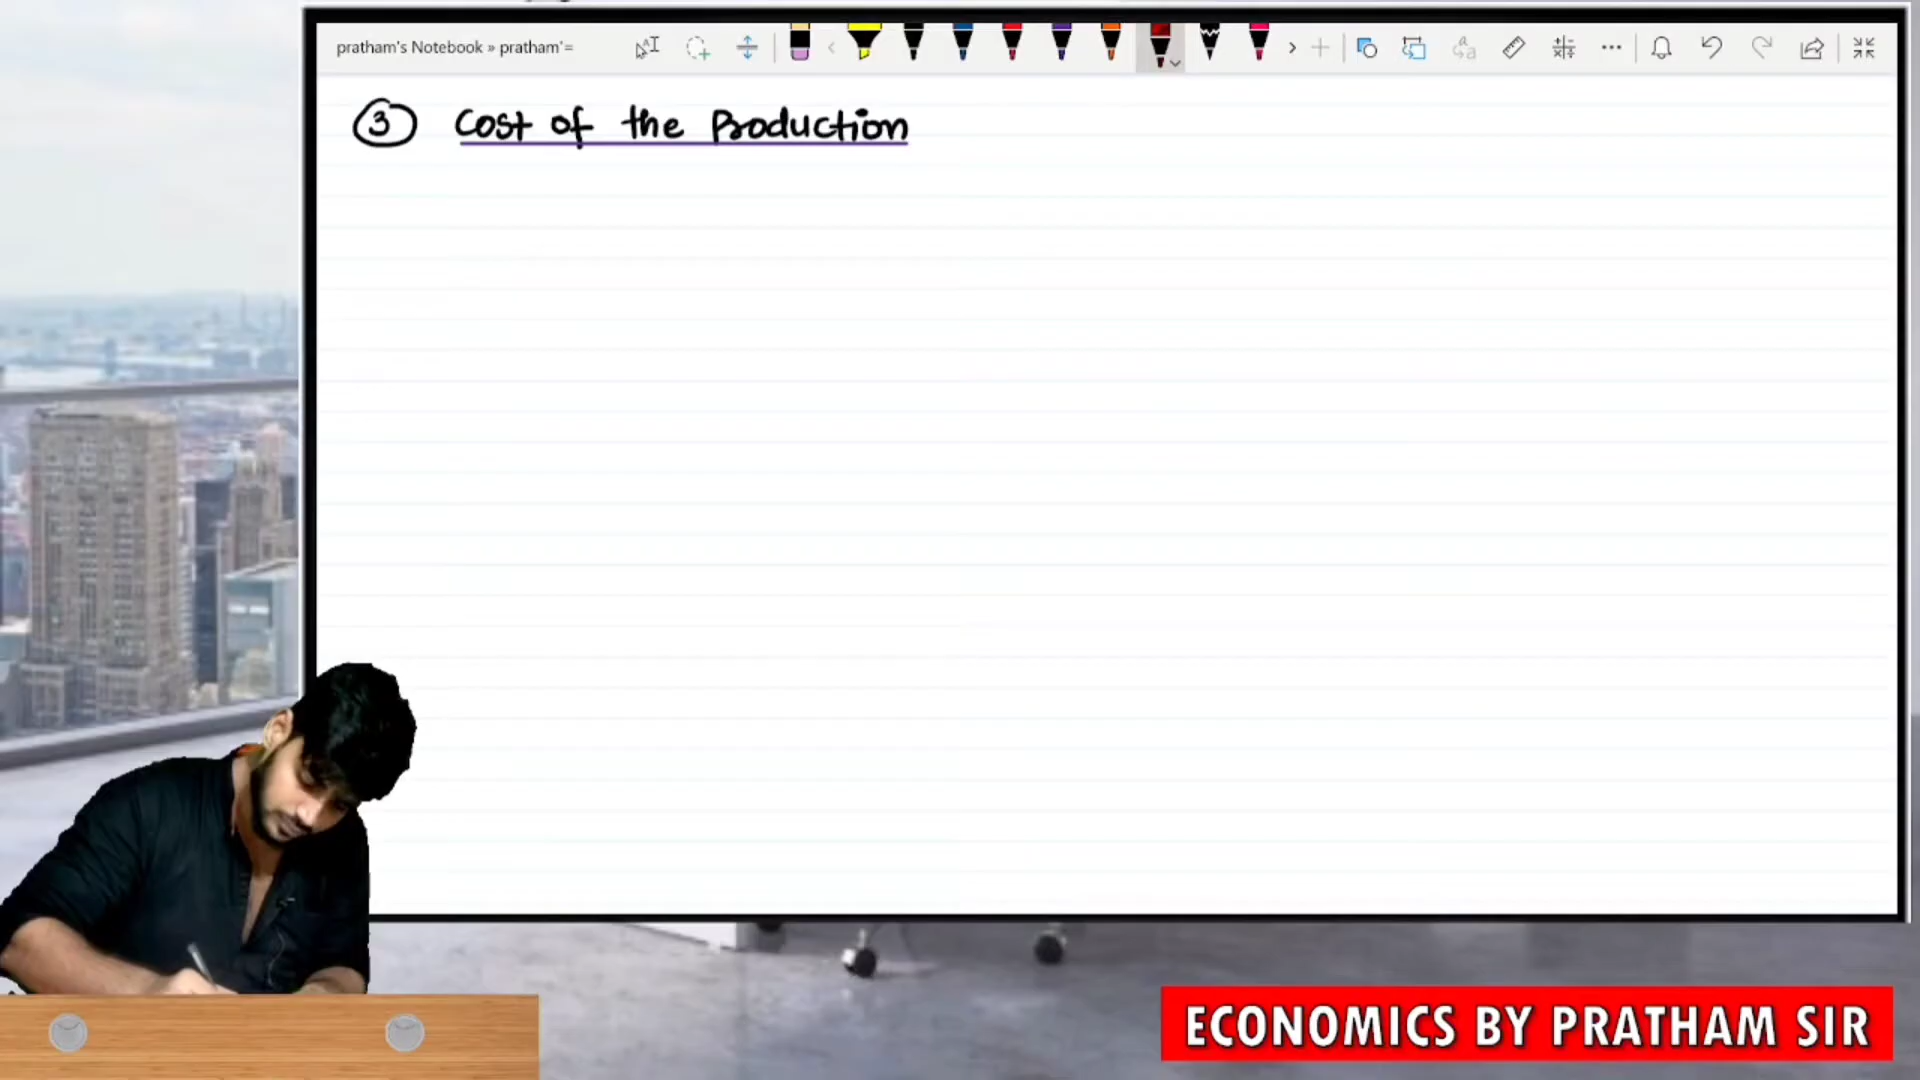 pratham's Notebook » pratham'=
③ Cost of the Production
ECONOMICS BY PRATHAM SIR